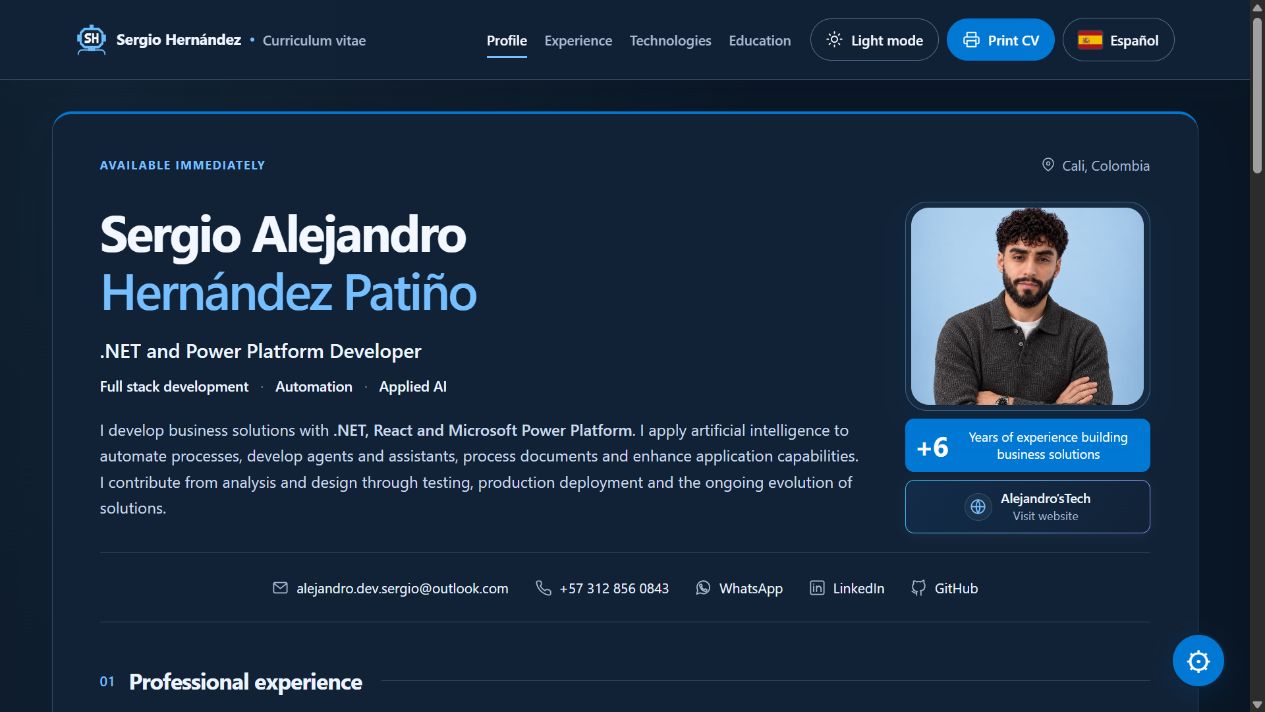 SH Sergio Hernández • Curriculum vitae
Profile Experience Technologies Education Light mode Print CV Español
AVAILABLE IMMEDIATELY
Cali, Colombia
Sergio Alejandro
Hernández Patiño
.NET and Power Platform Developer
Full stack development · Automation · Applied AI
I develop business solutions with .NET, React and Microsoft Power Platform. I apply artificial intelligence to
automate processes, develop agents and assistants, process documents and enhance application capabilities.
I contribute from analysis and design through testing, production deployment and the ongoing evolution of
solutions.
+6 Years of experience building
business solutions
Alejandro'sTech
Visit website
alejandro.dev.sergio@outlook.com +57 312 856 0843 WhatsApp LinkedIn GitHub
01 Professional experience